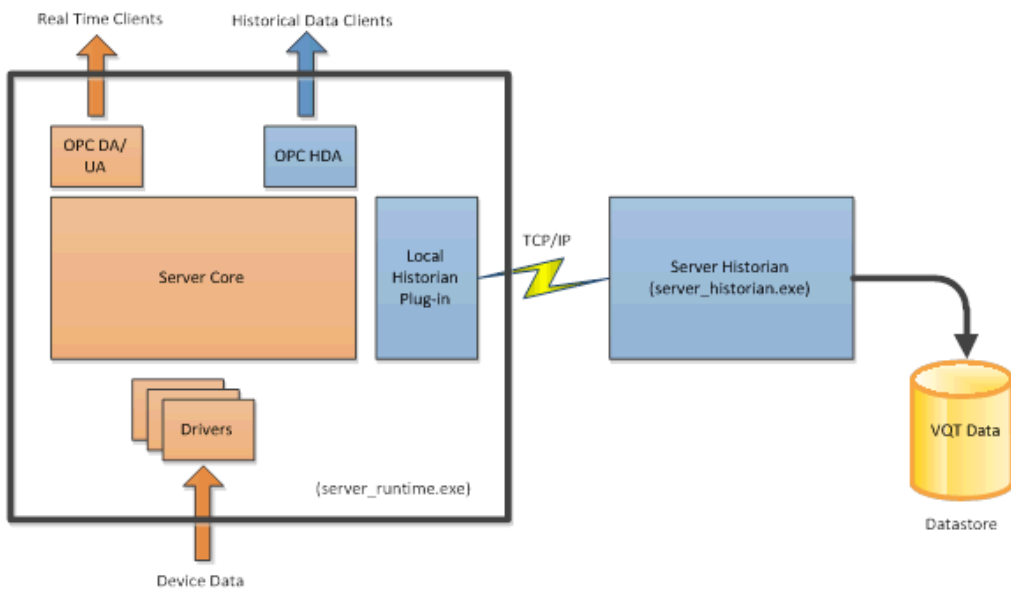 Real Time Clients
Historical Data Clients
OPC DA/
UA
OPC HDA
Server Core
Local
Historian
Plug-in
TCP/IP
Server Historian
(server_historian.exe)
Drivers
(server_runtime.exe)
VQT Data
Datastore
Device Data